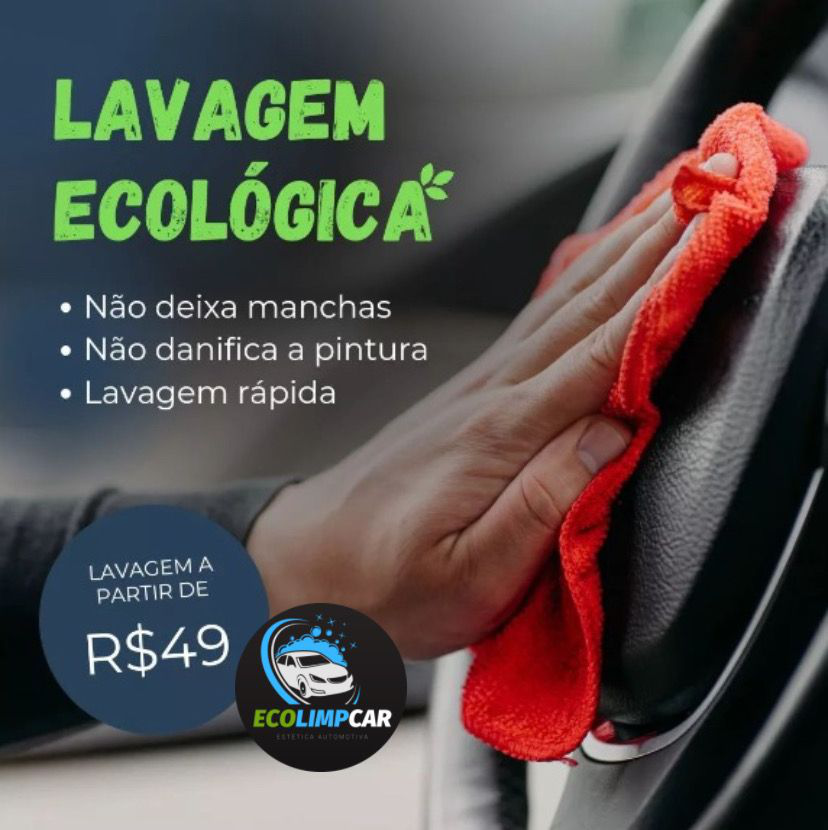 LAVAGEM
ECOLÓGICA
• Não deixa manchas
• Não danifica a pintura
• Lavagem rápida
LAVAGEM A
PARTIR DE
R$49
ECOLIMPCAR
ESTÉTICA AUTOMOTIVA